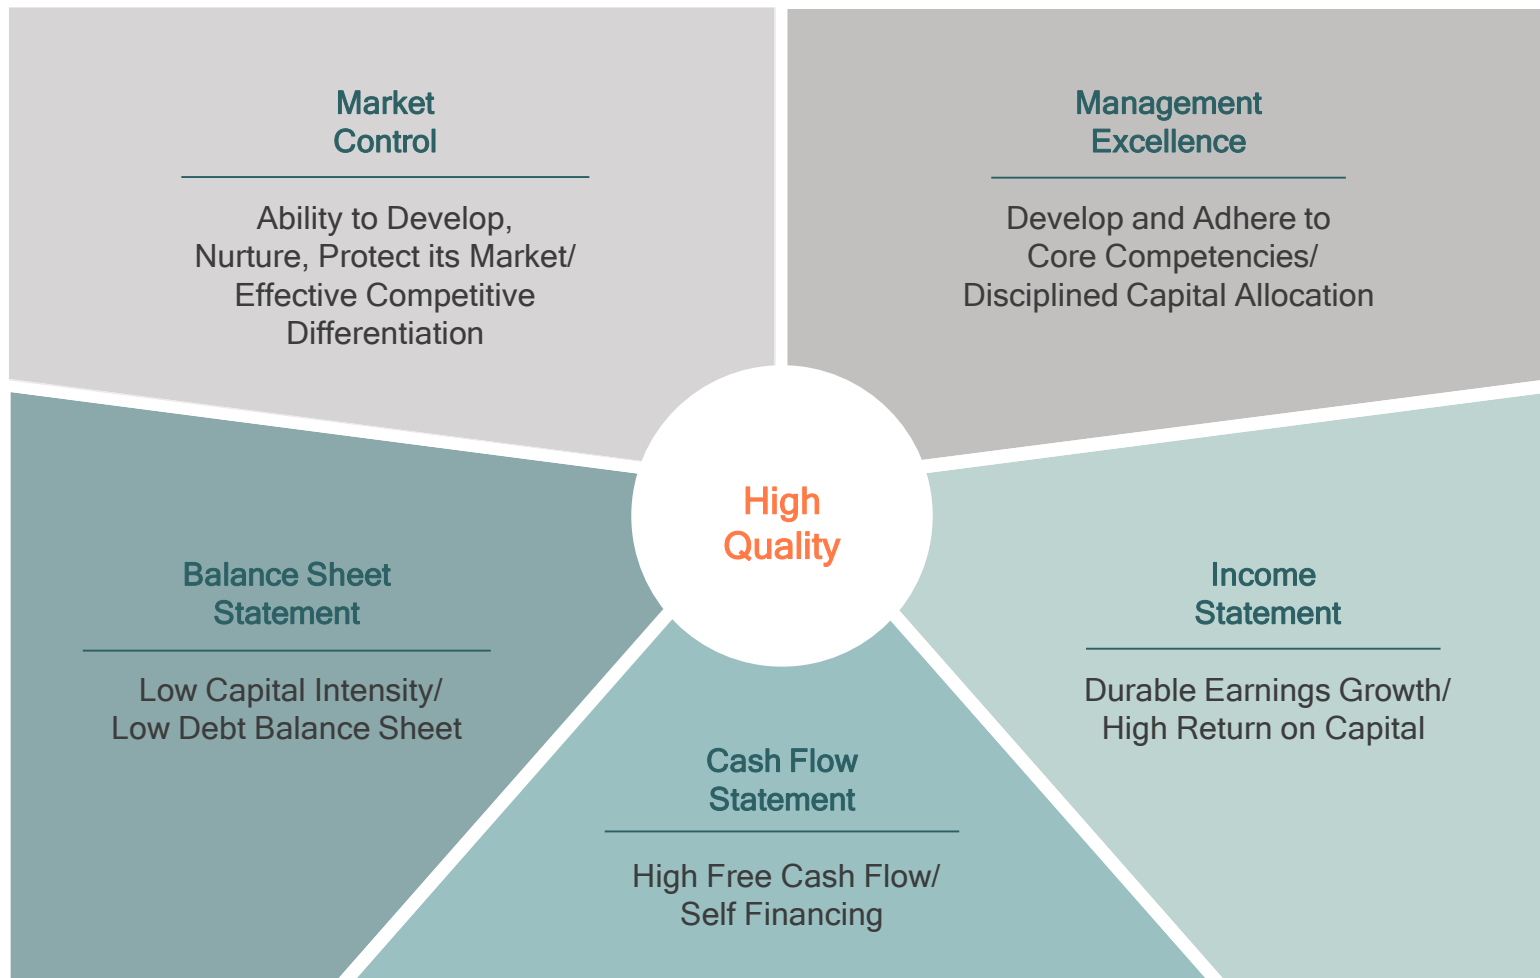 Market
Control
Ability to Develop,
Nurture, Protect its Market/
Effective Competitive
Differentiation
Management
Excellence
Develop and Adhere to
Core Competencies/
Disciplined Capital Allocation
High
Quality
Balance Sheet
Statement
Low Capital Intensity/
Low Debt Balance Sheet
Cash Flow
Statement
High Free Cash Flow/
Self Financing
Income
Statement
Durable Earnings Growth/
High Return on Capital